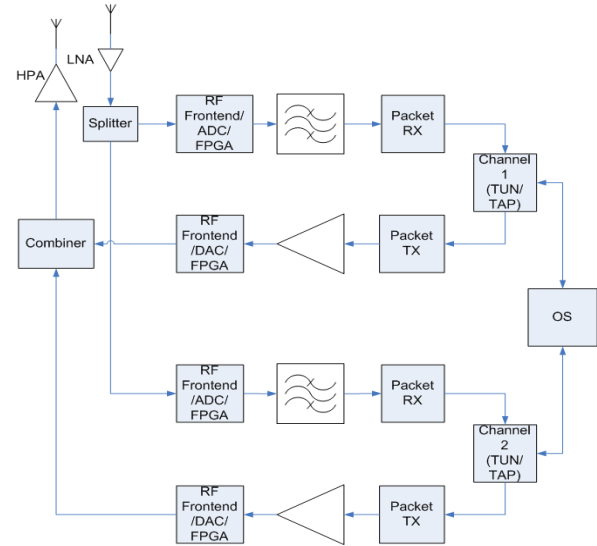 HPA
LNA
Splitter
RF
Frontend/
ADC/
FPGA
Packet
RX
Channel
1
(TUN/
TAP)
Combiner
RF
Frontend
/DAC/
FPGA
Packet
TX
OS
RF
Frontend
/ADC/
FPGA
Packet
RX
Channel
2
(TUN/
TAP)
RF
Frontend
/DAC/
FPGA
Packet
TX